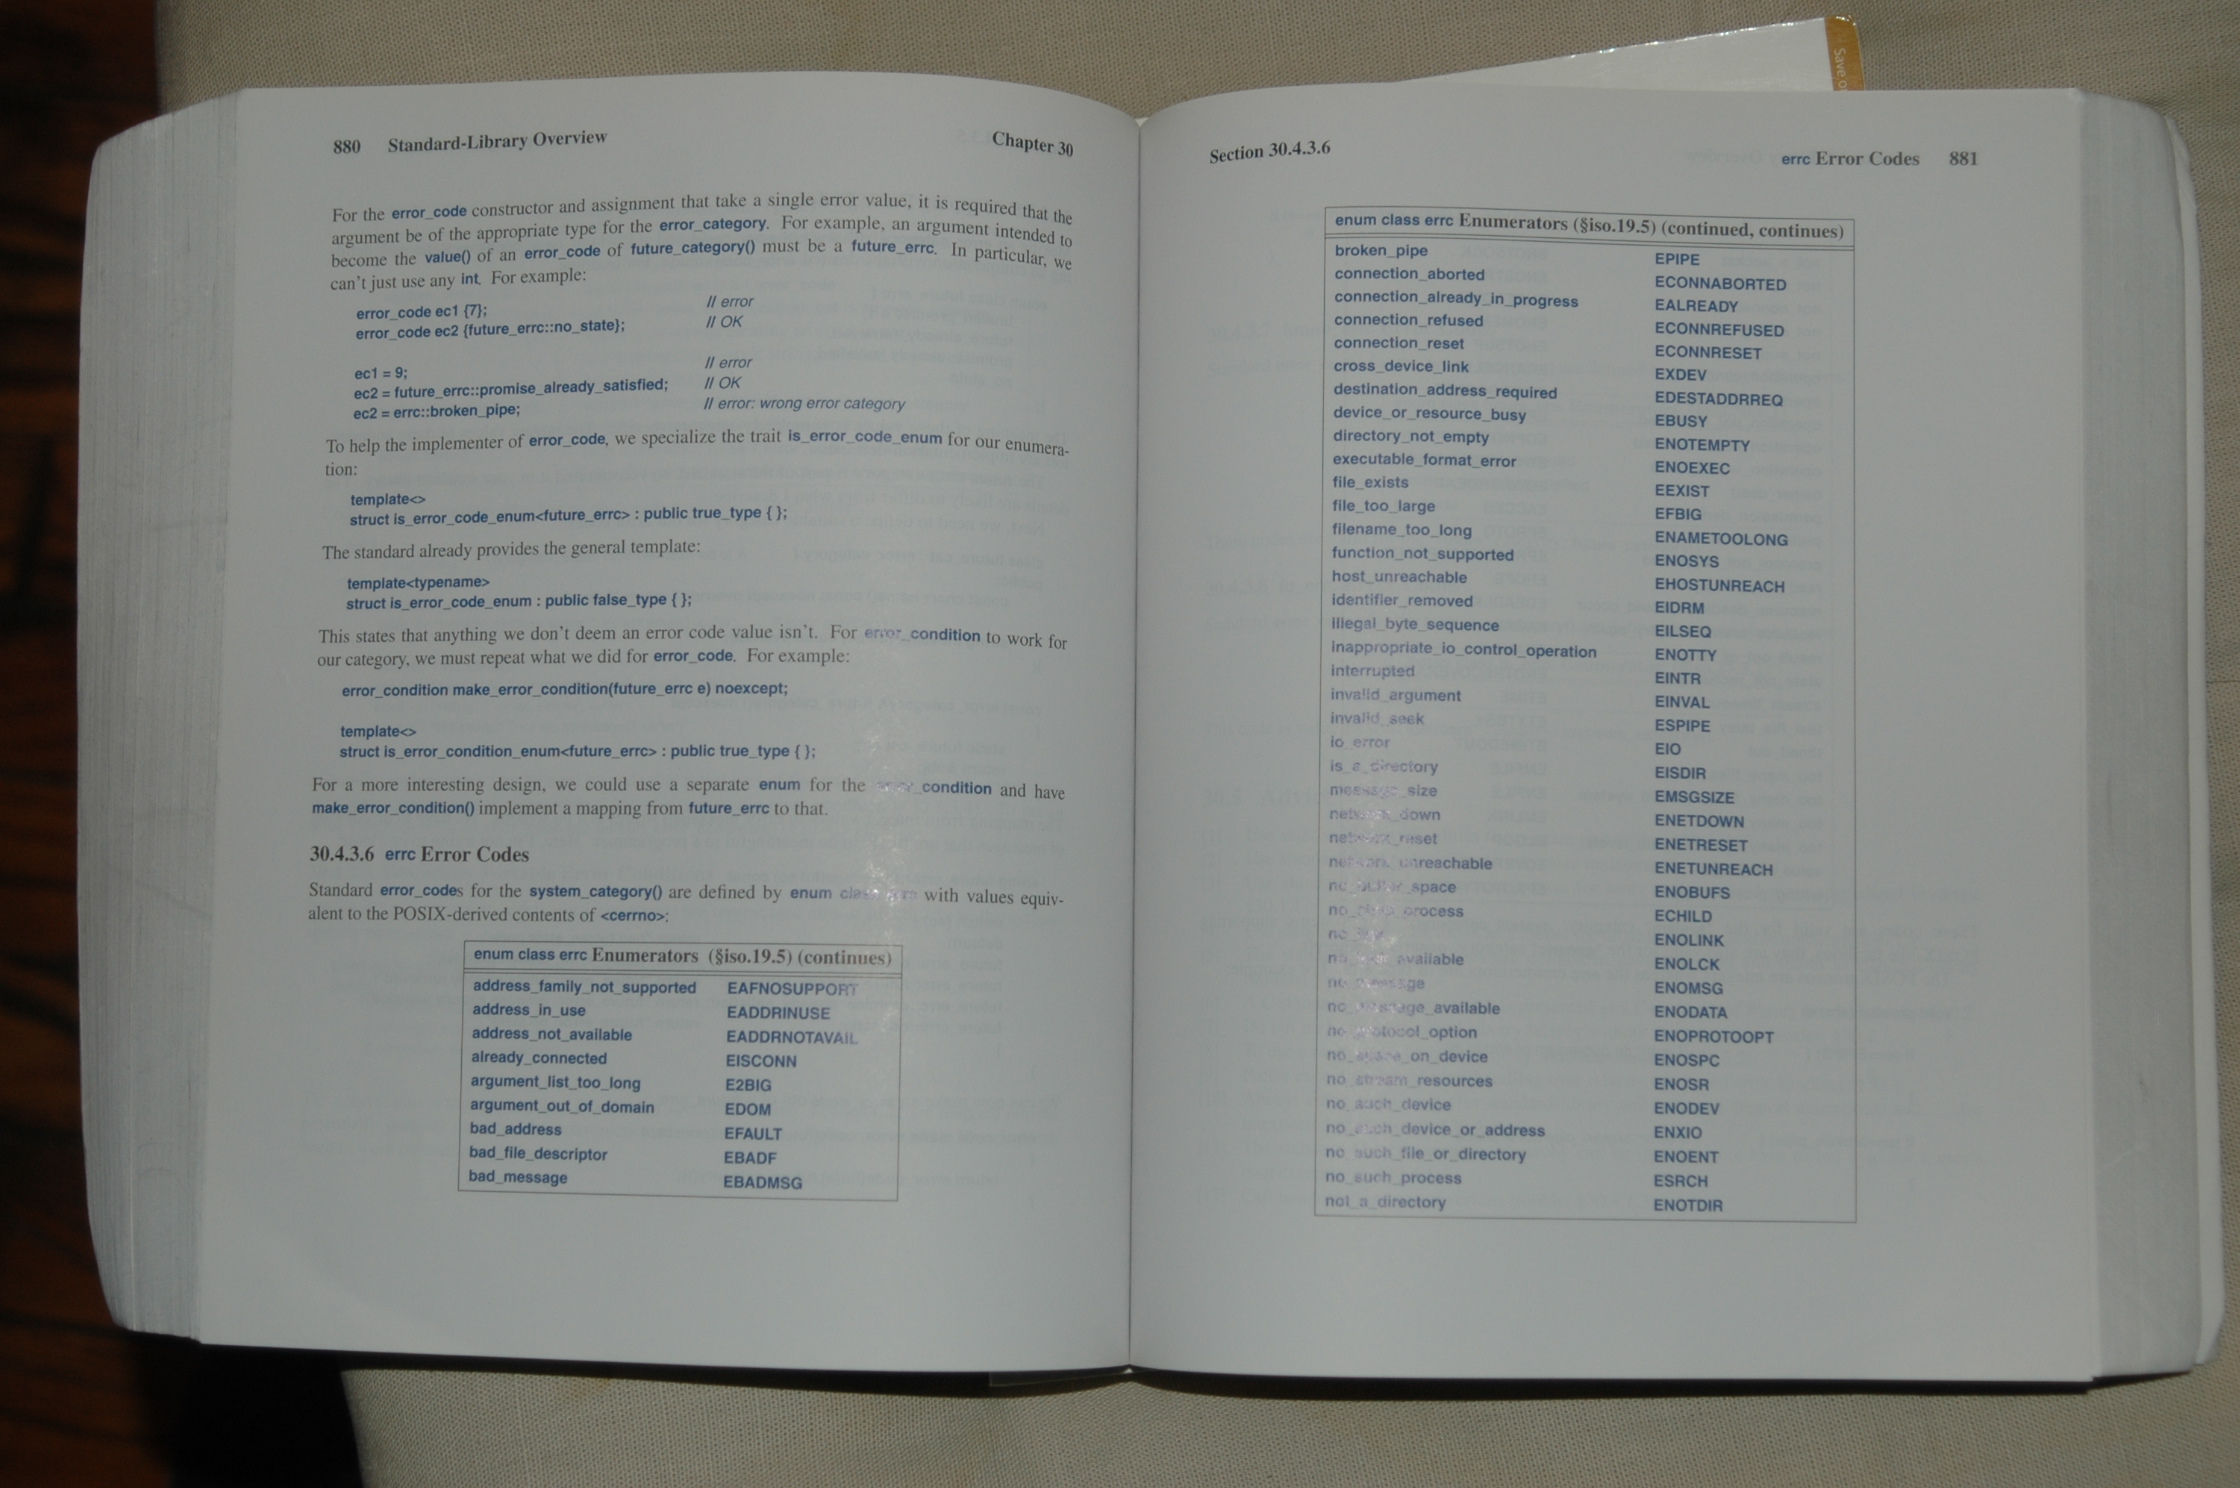 880 Standard-Library Overview Chapter 30
For the error_code constructor and assignment that take a single error value, it is required that the
argument be of the appropriate type for the error_category. For example, an argument intended to
become the value() of an error_code of future_category() must be a future_errc. In particular, we
can't just use any int. For example:
error_code ec1 {7}; // error
error_code ec2 {future_errc::no_state}; // OK
ec1 = 9; // error
ec2 = future_errc::promise_already_satisfied; // OK
ec2 = errc::broken_pipe; // error: wrong error category
To help the implementer of error_code, we specialize the trait is_error_code_enum for our enumera-
tion:
template<>
struct is_error_code_enum<future_errc> : public true_type { };
The standard already provides the general template:
template<typename>
struct is_error_code_enum : public false_type { };
This states that anything we don't deem an error code value isn't. For error_condition to work for
our category, we must repeat what we did for error_code. For example:
error_condition make_error_condition(future_errc e) noexcept;
template<>
struct is_error_condition_enum<future_errc> : public true_type { };
For a more interesting design, we could use a separate enum for the error_condition and have
make_error_condition() implement a mapping from future_errc to that.
30.4.3.6 errc Error Codes
Standard error_codes for the system_category() are defined by enum class errc with values equiv-
alent to the POSIX-derived contents of <cerrno>:
enum class errc Enumerators (§iso.19.5) (continues)
address_family_not_supported EAFNOSUPPORT
address_in_use EADDRINUSE
address_not_available EADDRNOTAVAIL
already_connected EISCONN
argument_list_too_long E2BIG
argument_out_of_domain EDOM
bad_address EFAULT
bad_file_descriptor EBADF
bad_message EBADMSG
Section 30.4.3.6 errc Error Codes 881
enum class errc Enumerators (§iso.19.5) (continued, continues)
broken_pipe EPIPE
connection_aborted ECONNABORTED
connection_already_in_progress EALREADY
connection_refused ECONNREFUSED
connection_reset ECONNRESET
cross_device_link EXDEV
destination_address_required EDESTADDRREQ
device_or_resource_busy EBUSY
directory_not_empty ENOTEMPTY
executable_format_error ENOEXEC
file_exists EEXIST
file_too_large EFBIG
filename_too_long ENAMETOOLONG
function_not_supported ENOSYS
host_unreachable EHOSTUNREACH
identifier_removed EIDRM
illegal_byte_sequence EILSEQ
inappropriate_io_control_operation ENOTTY
interrupted EINTR
invalid_argument EINVAL
invalid_seek ESPIPE
io_error EIO
is_a_directory EISDIR
message_size EMSGSIZE
network_down ENETDOWN
network_reset ENETRESET
network_unreachable ENETUNREACH
no_buffer_space ENOBUFS
no_child_process ECHILD
no_link ENOLINK
no_lock_available ENOLCK
no_message ENOMSG
no_message_available ENODATA
no_protocol_option ENOPROTOOPT
no_space_on_device ENOSPC
no_stream_resources ENOSR
no_such_device ENODEV
no_such_device_or_address ENXIO
no_such_file_or_directory ENOENT
no_such_process ESRCH
not_a_directory ENOTDIR
Save